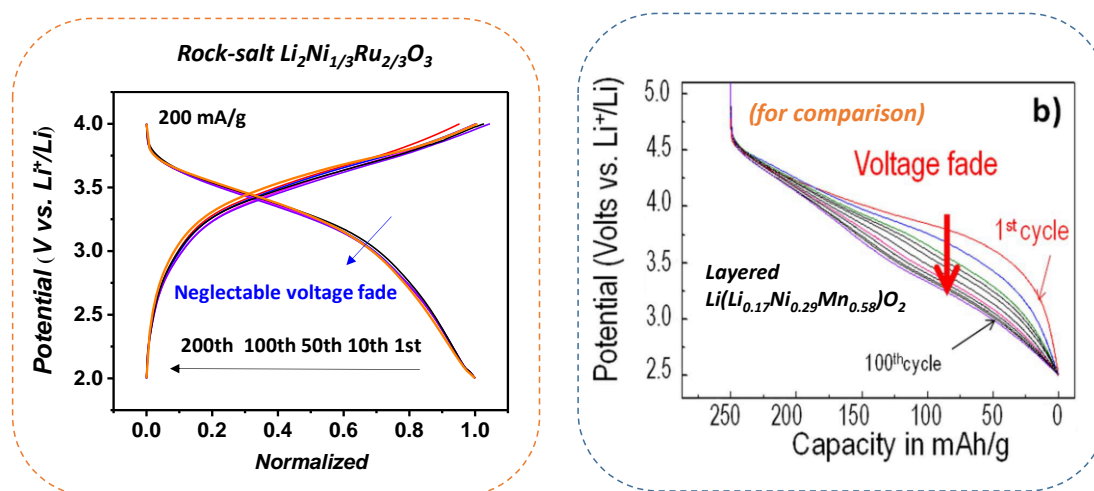 Rock-salt Li2Ni1/3Ru2/3O3
200 mA/g
Potential (V vs. Li+/Li)
4.0
3.5
3.0
2.5
2.0
Neglectable voltage fade
200th 100th 50th 10th 1st
0.0 0.2 0.4 0.6 0.8 1.0
Normalized
b)
(for comparison)
Voltage fade
1st cycle
Layered
Li(Li0.17Ni0.29Mn0.58)O2
100th cycle
Potential (Volts vs. Li+/Li)
5.0
4.5
4.0
3.5
3.0
2.5
250 200 150 100 50 0
Capacity in mAh/g